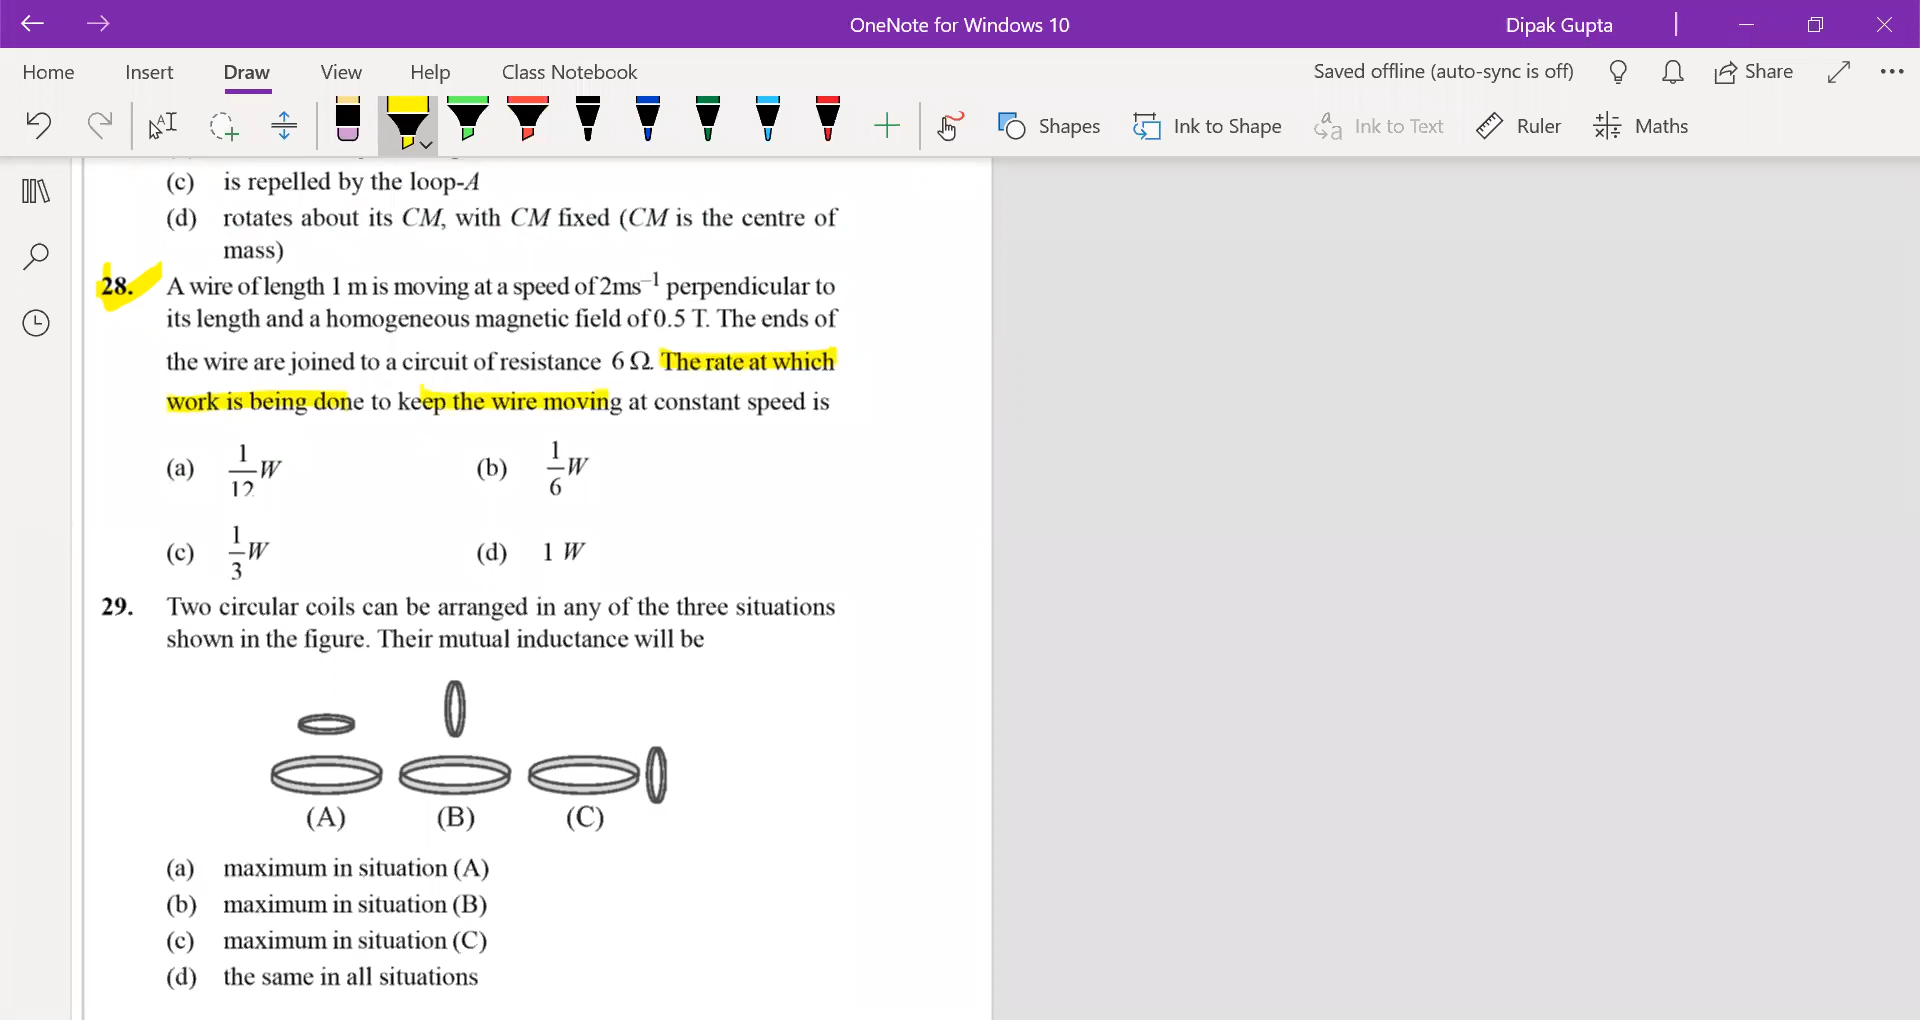 OneNote for Windows 10
Dipak Gupta
Home Insert Draw View Help Class Notebook
Saved offline (auto-sync is off) Share
Shapes Ink to Shape Ink to Text Ruler Maths
(c) is repelled by the loop-A
(d) rotates about its CM, with CM fixed (CM is the centre of
mass)
28. A wire of length 1 m is moving at a speed of 2ms⁻¹ perpendicular to
its length and a homogeneous magnetic field of 0.5 T. The ends of
the wire are joined to a circuit of resistance 6 Ω. The rate at which
work is being done to keep the wire moving at constant speed is
(a) 1/12 W (b) 1/6 W
(c) 1/3 W (d) 1 W
29. Two circular coils can be arranged in any of the three situations
shown in the figure. Their mutual inductance will be
(A) (B) (C)
(a) maximum in situation (A)
(b) maximum in situation (B)
(c) maximum in situation (C)
(d) the same in all situations